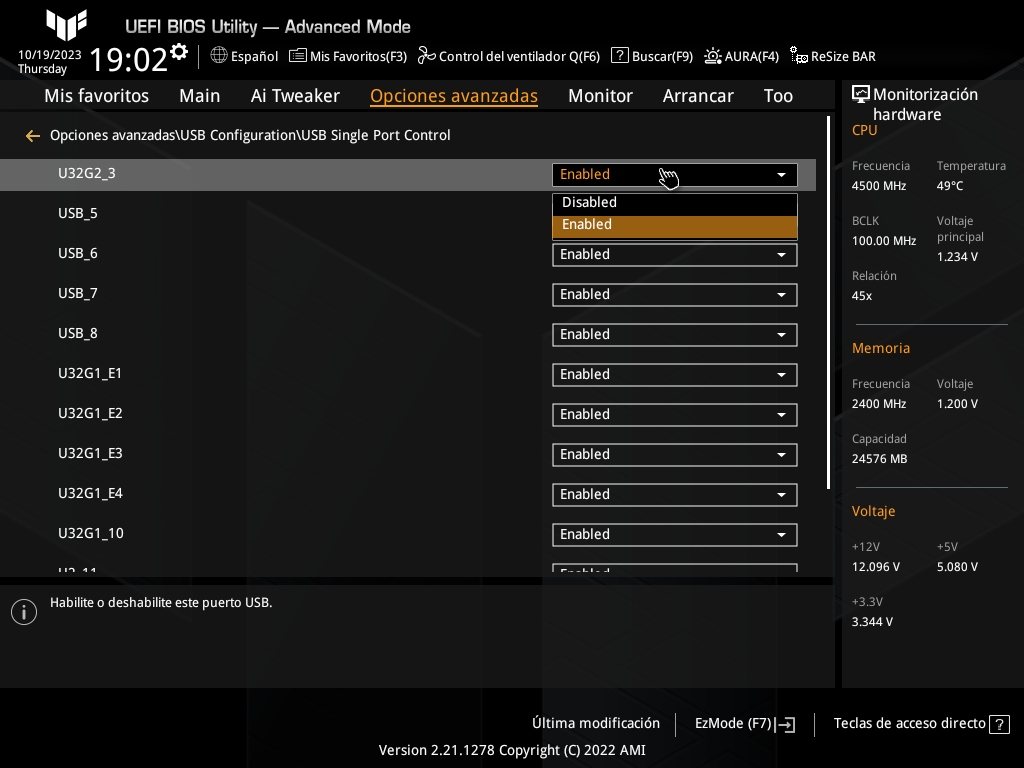 UEFI BIOS Utility — Advanced Mode
10/19/2023
Thursday
19:02
Español
Mis Favoritos(F3)
Control del ventilador Q(F6)
? Buscar(F9)
AURA(F4)
ReSize BAR
Mis favoritos
Main
Ai Tweaker
Opciones avanzadas
Monitor
Arrancar
Too
Opciones avanzadas\USB Configuration\USB Single Port Control
U32G2_3 Enabled
Disabled
USB_5
Enabled
USB_6 Enabled
USB_7 Enabled
USB_8 Enabled
U32G1_E1 Enabled
U32G1_E2 Enabled
U32G1_E3 Enabled
U32G1_E4 Enabled
U32G1_10 Enabled
U2_11 Enabled
Habilite o deshabilite este puerto USB.
Monitorización
hardware
CPU
Frecuencia Temperatura
4500 MHz 49°C
BCLK Voltaje
principal
100.00 MHz
1.234 V
Relación
45x
Memoria
Frecuencia Voltaje
2400 MHz 1.200 V
Capacidad
24576 MB
Voltaje
+12V +5V
12.096 V 5.080 V
+3.3V
3.344 V
Última modificación
EzMode (F7)
Teclas de acceso directo ?
Version 2.21.1278 Copyright (C) 2022 AMI